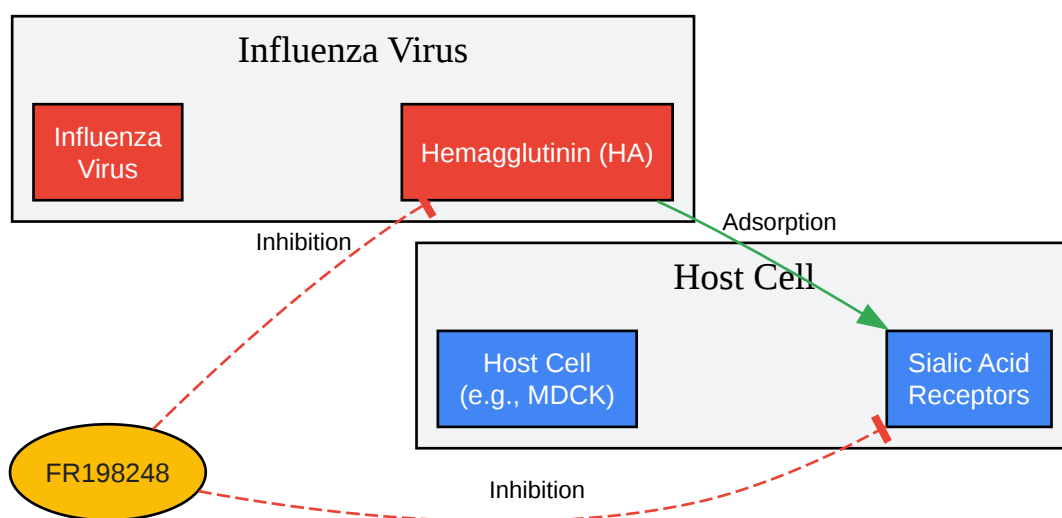 Influenza Virus
Influenza
Virus
Hemagglutinin (HA)
Inhibition
Adsorption
Host Cell
Host Cell
(e.g., MDCK)
Sialic Acid
Receptors
FR198248
Inhibition